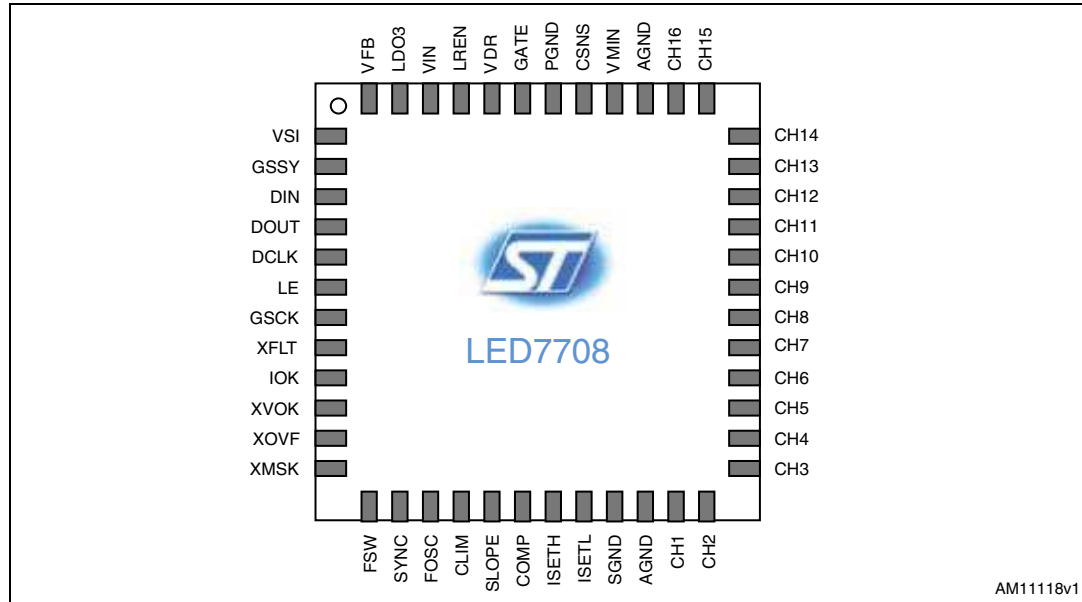 VFB
LDO3
VIN
LREN
VDR
GATE
PGND
CSNS
VMIN
AGND
CH16
CH15
VSI
GSSY
DIN
DOUT
DCLK
LE
GSCK
XFLT
IOK
XVOK
XOVF
XMSK
ST
LED7708
CH14
CH13
CH12
CH11
CH10
CH9
CH8
CH7
CH6
CH5
CH4
CH3
FSW
SYNC
FOSC
CLIM
SLOPE
COMP
ISETH
ISETL
SGND
AGND
CH1
CH2
AM11118v1